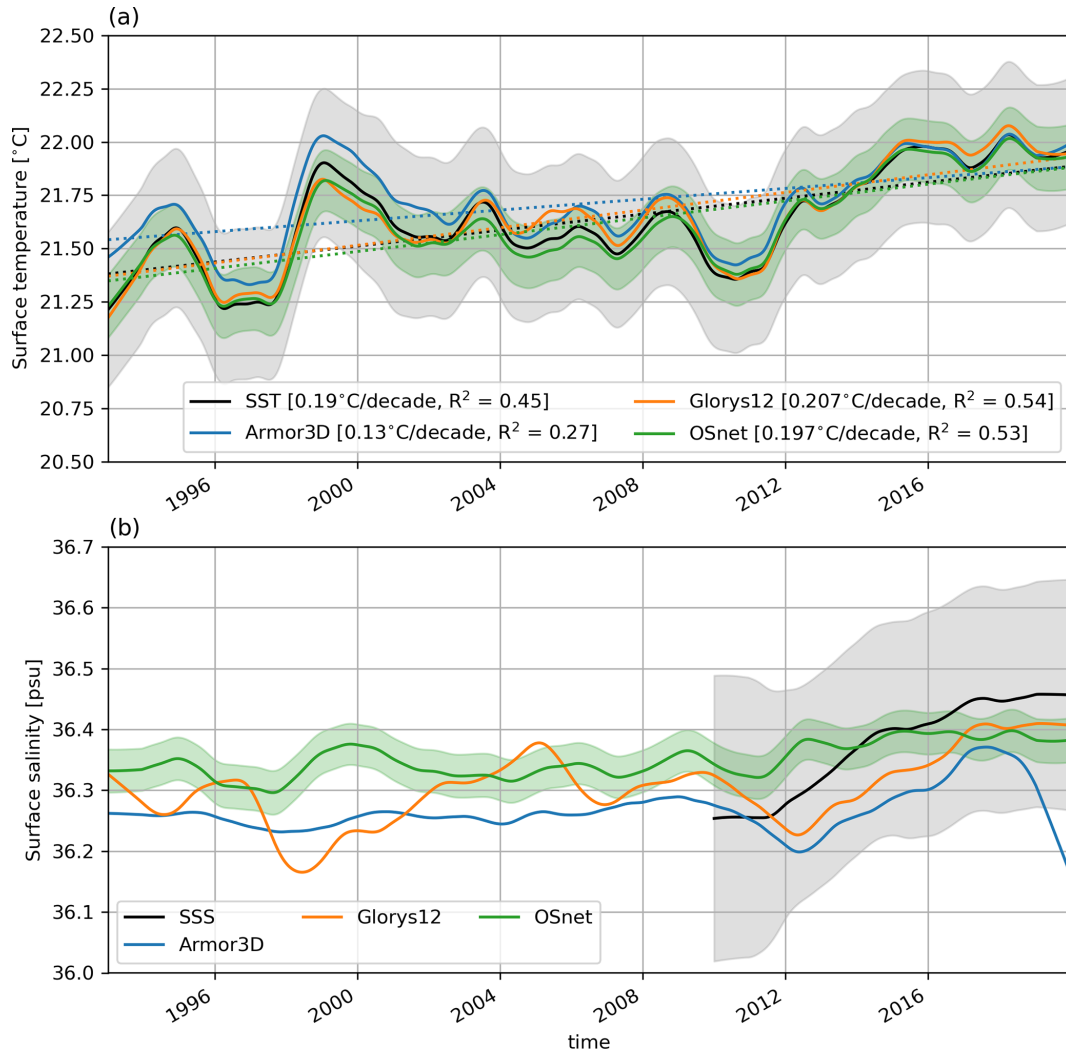 (a)
Surface temperature [°C]
22.50
22.25
22.00
21.75
21.50
21.25
21.00
20.75
20.50
SST [0.19°C/decade, R² = 0.45]
Armor3D [0.13°C/decade, R² = 0.27]
Glorys12 [0.207°C/decade, R² = 0.54]
OSnet [0.197°C/decade, R² = 0.53]
1996
2000
2004
2008
2012
2016
(b)
Surface salinity [psu]
36.7
36.6
36.5
36.4
36.3
36.2
36.1
36.0
SSS
Armor3D
Glorys12
OSnet
1996
2000
2004
2008
2012
2016
time